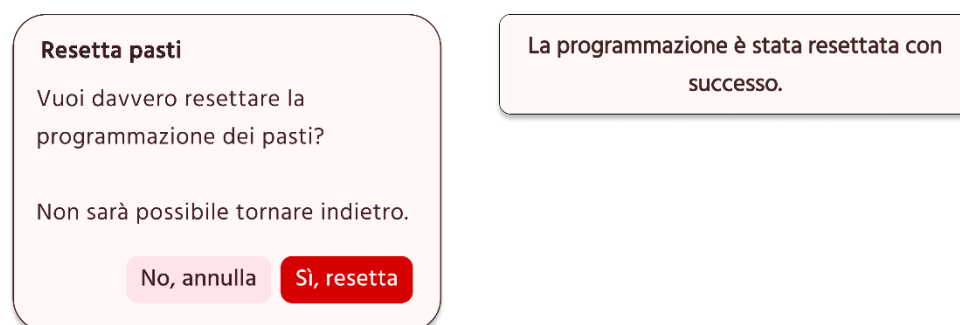 Resetta pasti
Vuoi davvero resettare la
programmazione dei pasti?
Non sarà possibile tornare indietro.
No, annulla
Sì, resetta
La programmazione è stata resettata con
successo.